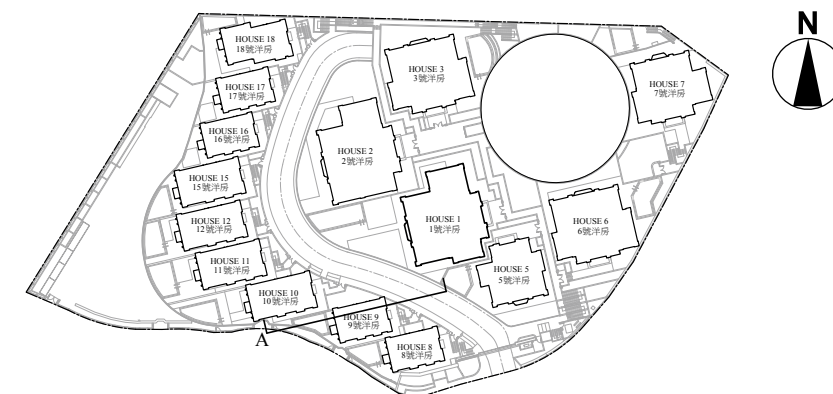 N
HOUSE 18
18號洋房
HOUSE 3
3號洋房
HOUSE 7
7號洋房
HOUSE 17
17號洋房
HOUSE 16
16號洋房
HOUSE 2
2號洋房
HOUSE 15
15號洋房
HOUSE 12
12號洋房
HOUSE 1
1號洋房
HOUSE 6
6號洋房
HOUSE 11
11號洋房
HOUSE 5
5號洋房
HOUSE 10
10號洋房
HOUSE 9
9號洋房
A
HOUSE 8
8號洋房